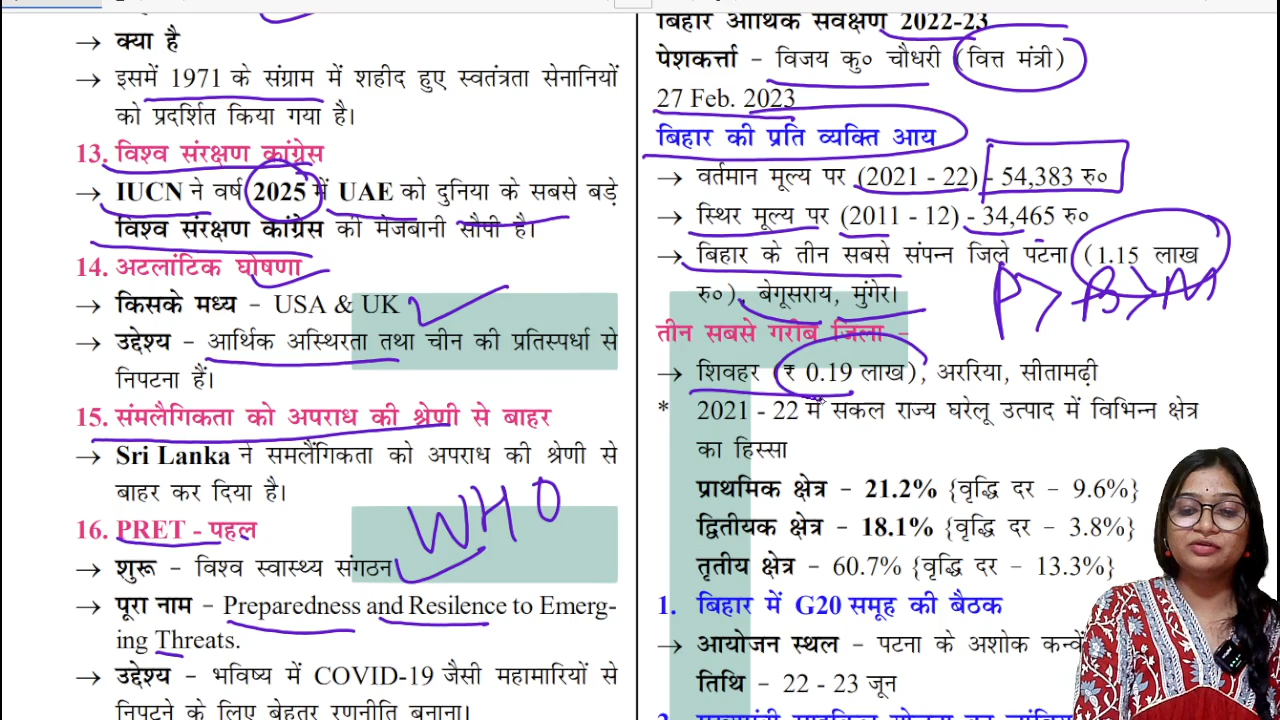 → क्या है
→ इसमें 1971 के संग्राम में शहीद हुए स्वतंत्रता सेनानियों
को प्रदर्शित किया गया है।
13. विश्व संरक्षण कांग्रेस
→ IUCN ने वर्ष 2025 में UAE को दुनिया के सबसे बड़े
विश्व संरक्षण कांग्रेस की मेजबानी सौपी है।
14. अटलांटिक घोषणा
→ किसके मध्य – USA & UK
→ उद्देश्य – आर्थिक अस्थिरता तथा चीन की प्रतिस्पर्धा से
निपटना हैं।
15. संमलैगिकता को अपराध की श्रेणी से बाहर
→ Sri Lanka ने समलैंगिकता को अपराध की श्रेणी से
बाहर कर दिया है।
16. PRET - पहल
WHO
→ शुरू – विश्व स्वास्थ्य संगठन
→ पूरा नाम – Preparedness and Resilence to Emerg-
ing Threats.
→ उद्देश्य – भविष्य में COVID-19 जैसी महामारियों से
निपटने के लिए बेहतर रणनीति बनाना।
बिहार आर्थिक सर्वेक्षण 2022-23
पेशकर्त्ता – विजय कु० चौधरी (वित्त मंत्री)
27 Feb. 2023
बिहार की प्रति व्यक्ति आय
→ वर्तमान मूल्य पर (2021 - 22) - 54,383 रु०
→ स्थिर मूल्य पर (2011 - 12) - 34,465 रु०
→ बिहार के तीन सबसे संपन्न जिले पटना (1.15 लाख
रु०), बेगूसराय, मुंगेर।
P > B > M
तीन सबसे गरीब जिला –
→ शिवहर (₹ 0.19 लाख), अररिया, सीतामढ़ी
* 2021 - 22 में सकल राज्य घरेलू उत्पाद में विभिन्न क्षेत्र
का हिस्सा
प्राथमिक क्षेत्र – 21.2% {वृद्धि दर – 9.6%}
द्वितीयक क्षेत्र – 18.1% {वृद्धि दर – 3.8%}
तृतीय क्षेत्र – 60.7% {वृद्धि दर – 13.3%}
1. बिहार में G20 समूह की बैठक
→ आयोजन स्थल – पटना के अशोक
तिथि – 22 - 23 जून